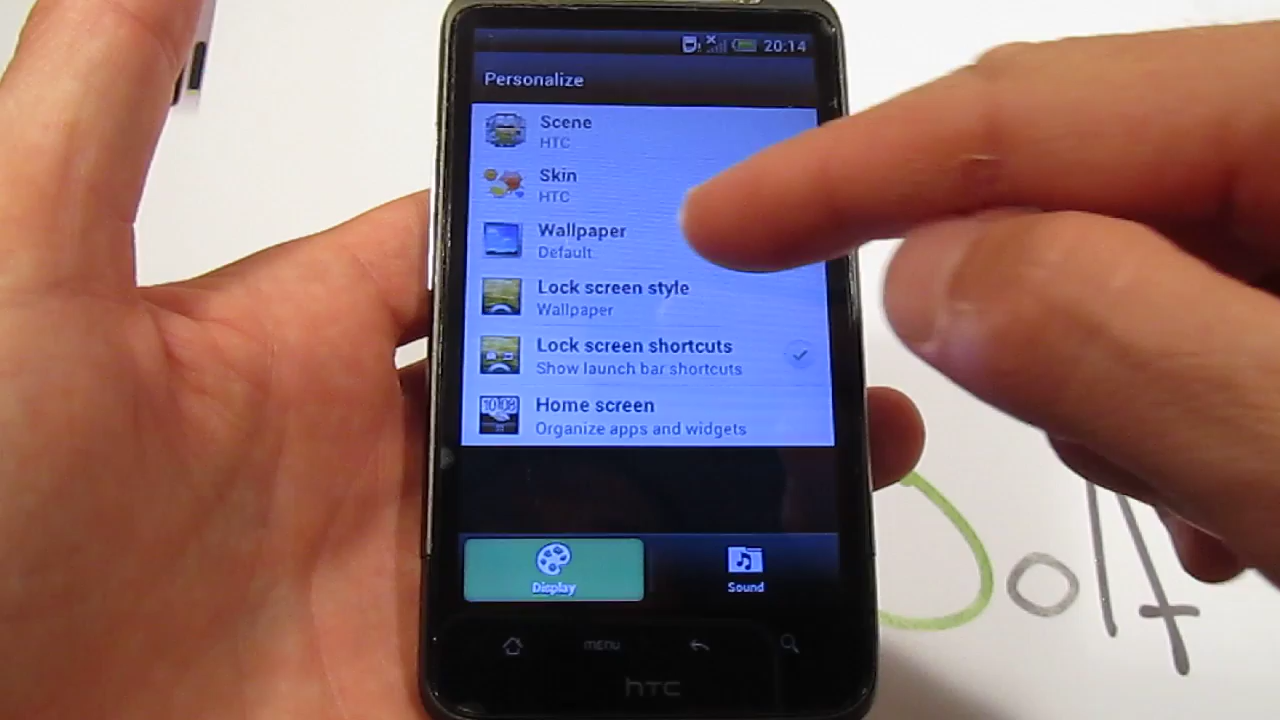 20:14
Personalize
Scene
HTC
Skin
HTC
Wallpaper
Default
Lock screen style
Wallpaper
Lock screen shortcuts
Show launch bar shortcuts
Home screen
Organize apps and widgets
Display
Sound
menu
hTC